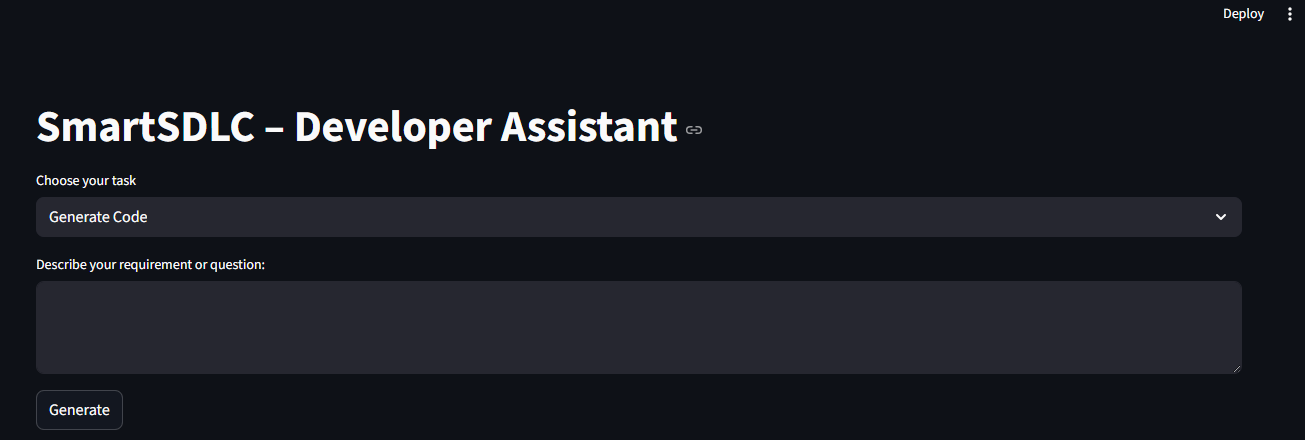 Deploy
SmartSDLC – Developer Assistant
Choose your task
Generate Code
Describe your requirement or question:
Generate